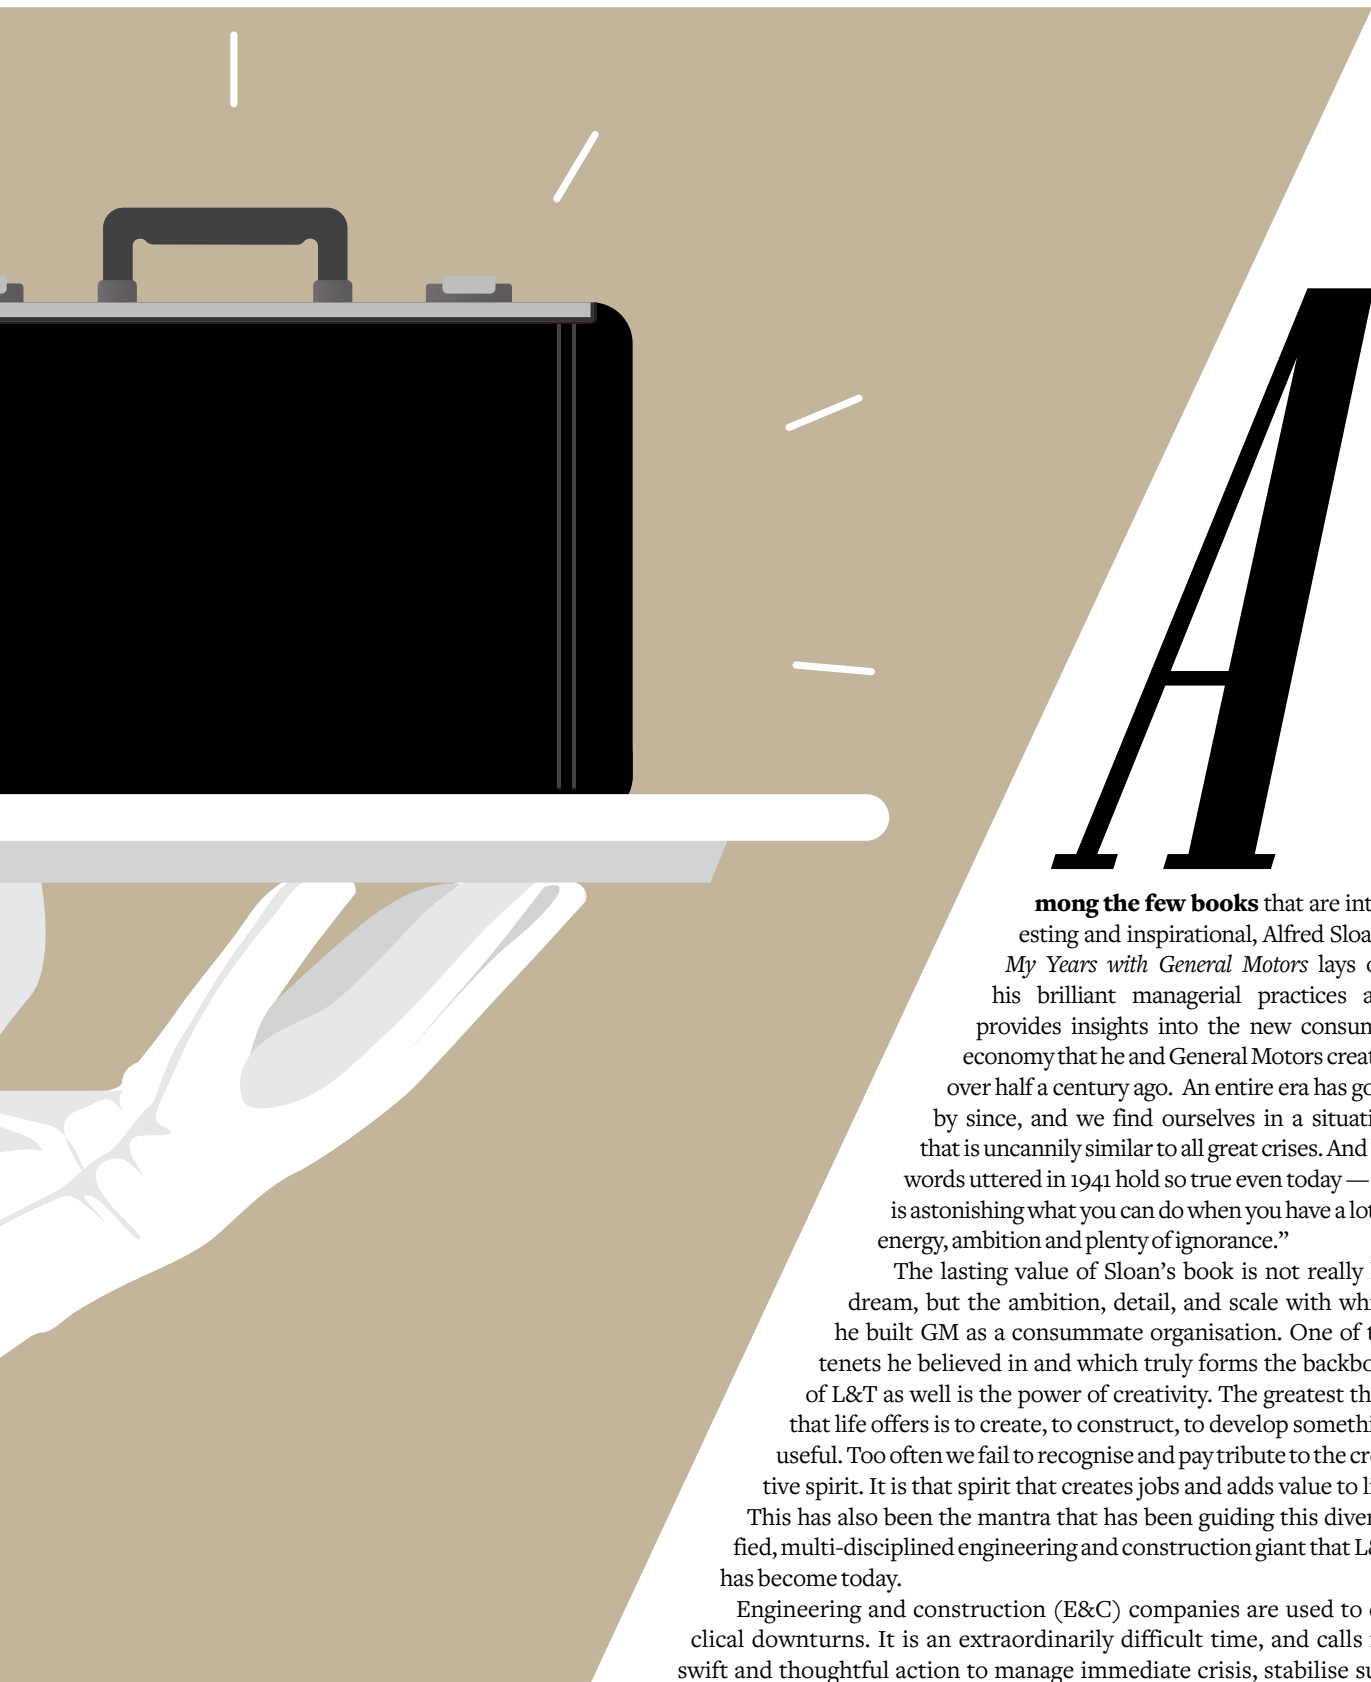 A
mong the few books that are int
esting and inspirational, Alfred Sloa
My Years with General Motors lays
his brilliant managerial practices a
provides insights into the new consum
economy that he and General Motors creat
over half a century ago. An entire era has go
by since, and we find ourselves in a situati
that is uncannily similar to all great crises. And
words uttered in 1941 hold so true even today —
is astonishing what you can do when you have a lot
energy, ambition and plenty of ignorance.”
The lasting value of Sloan’s book is not really
dream, but the ambition, detail, and scale with whi
he built GM as a consummate organisation. One of t
tenets he believed in and which truly forms the backbo
of L&T as well is the power of creativity. The greatest th
that life offers is to create, to construct, to develop somethi
useful. Too often we fail to recognise and pay tribute to the cre
tive spirit. It is that spirit that creates jobs and adds value to li
This has also been the mantra that has been guiding this diver
fied, multi-disciplined engineering and construction giant that L&
has become today.
Engineering and construction (E&C) companies are used to c
clical downturns. It is an extraordinarily difficult time, and calls
swift and thoughtful action to manage immediate crisis, stabilise su